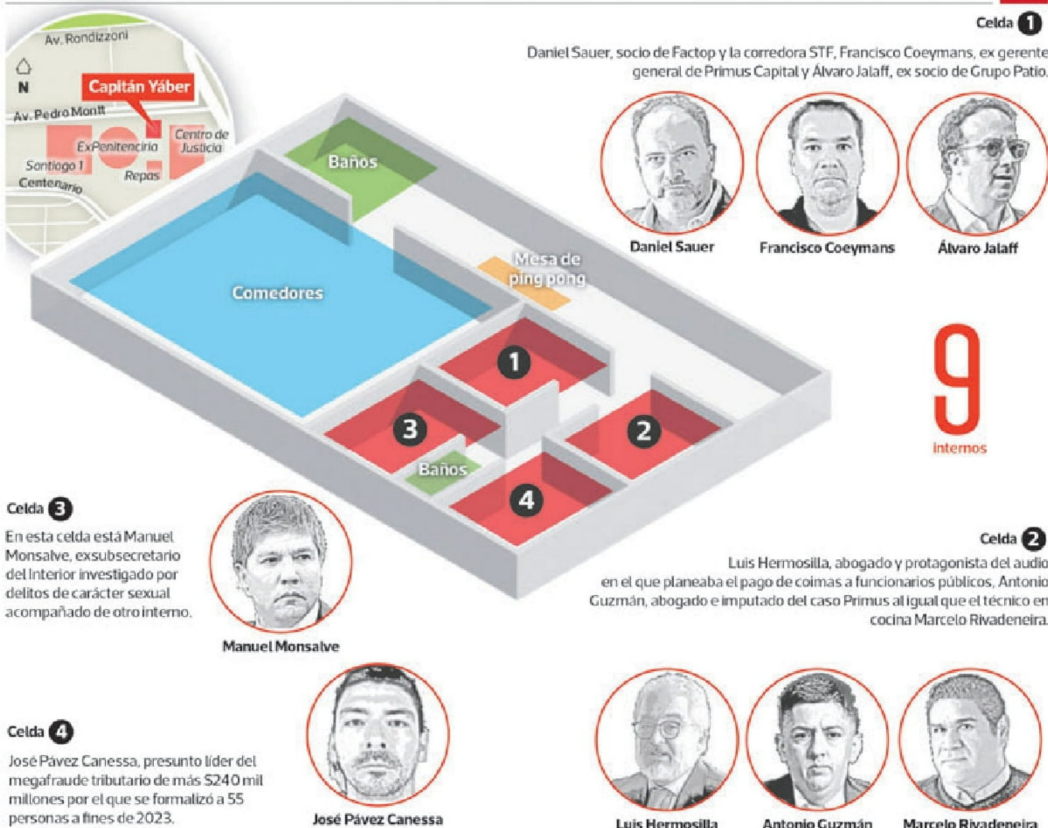 Av. Rondizzoni
N
Capitán Yáber
Av. Pedro Montt
ExPenitenciria
Centro de
Justicia
Santiago 1
Repas
Centenario
Baños
Comedores
Mesa de
ping pong
1
2
3
4
Baños
Celda 1
Daniel Sauer, socio de Factop y la corredora STF, Francisco Coeymans, ex gerente
general de Primus Capital y Álvaro Jalaff, ex socio de Grupo Patio.
Daniel Sauer
Francisco Coeymans
Álvaro Jalaff
9
internos
Celda 2
Luis Hermosilla, abogado y protagonista del audio
en el que planeaba el pago de coimas a funcionarios públicos, Antonio
Guzmán, abogado e imputado del caso Primus al igual que el técnico en
cocina Marcelo Rivadeneira.
Luis Hermosilla
Antonio Guzmán
Marcelo Rivadeneira
Celda 3
En esta celda está Manuel
Monsalve, exsubsecretario
del Interior investigado por
delitos de carácter sexual
acompañado de otro interno.
Manuel Monsalve
Celda 4
José Pávez Canessa, presunto líder del
megafraude tributario de más $240 mil
millones por el que se formalizó a 55
personas a fines de 2023.
José Pávez Canessa